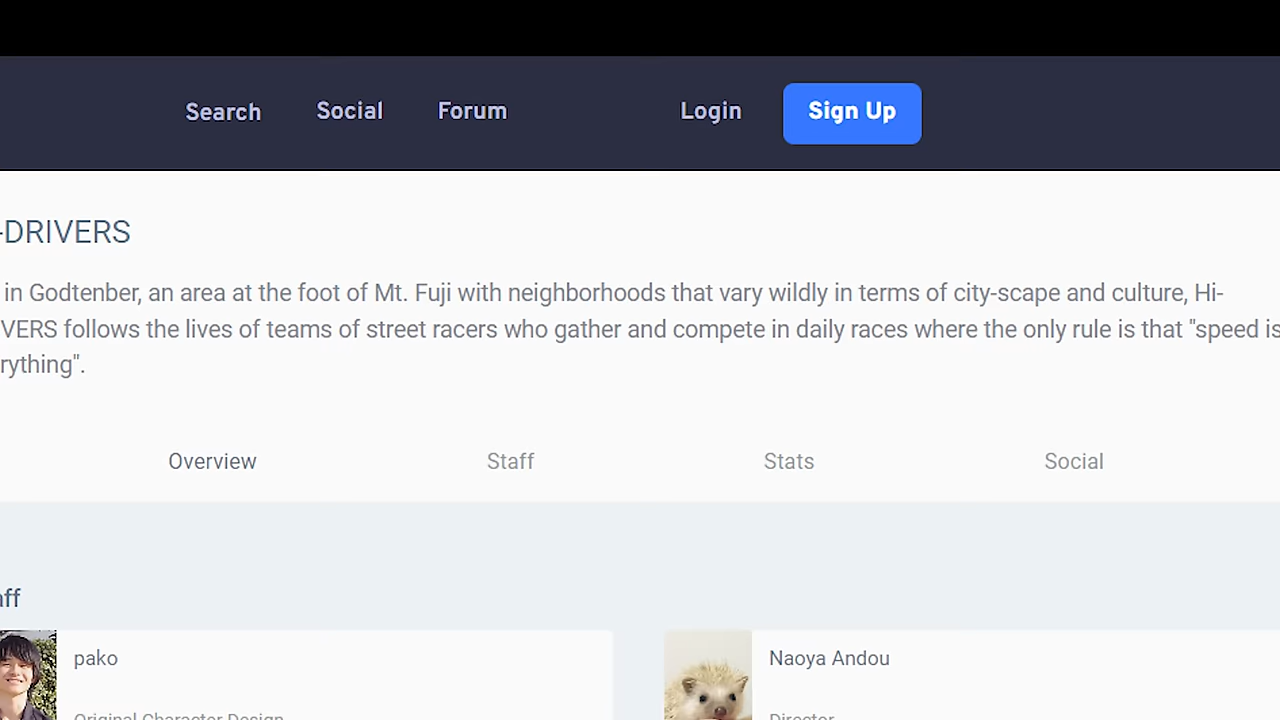 Search Social Forum Login Sign Up
-DRIVERS
in Godtenber, an area at the foot of Mt. Fuji with neighborhoods that vary wildly in terms of city-scape and culture, Hi-
VERS follows the lives of teams of street racers who gather and compete in daily races where the only rule is that "speed is
rything".
Overview Staff Stats Social
aff
pako
Naoya Andou
Original Character Design
Director